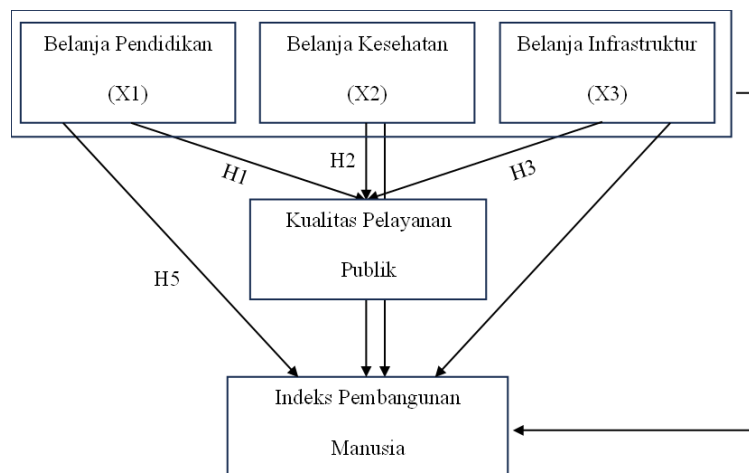 Belanja Pendidikan
(X1)
Belanja Kesehatan
(X2)
Belanja Infrastruktur
(X3)
H1
H2
H3
Kualitas Pelayanan
Publik
H5
Indeks Pembangunan
Manusia